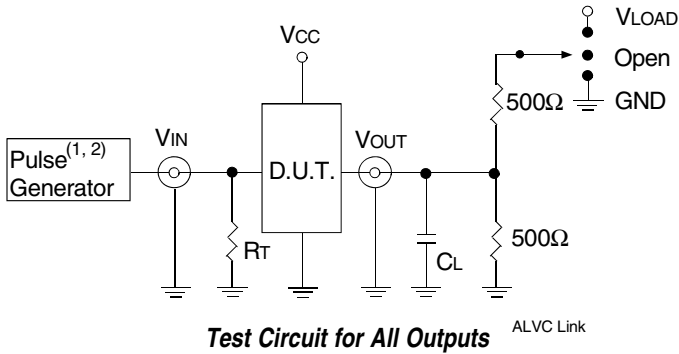 VLOAD
VCC
Open
500Ω
GND
Pulse(1, 2)
Generator
VIN
D.U.T.
VOUT
RT
CL
500Ω
Test Circuit for All Outputs
ALVC Link